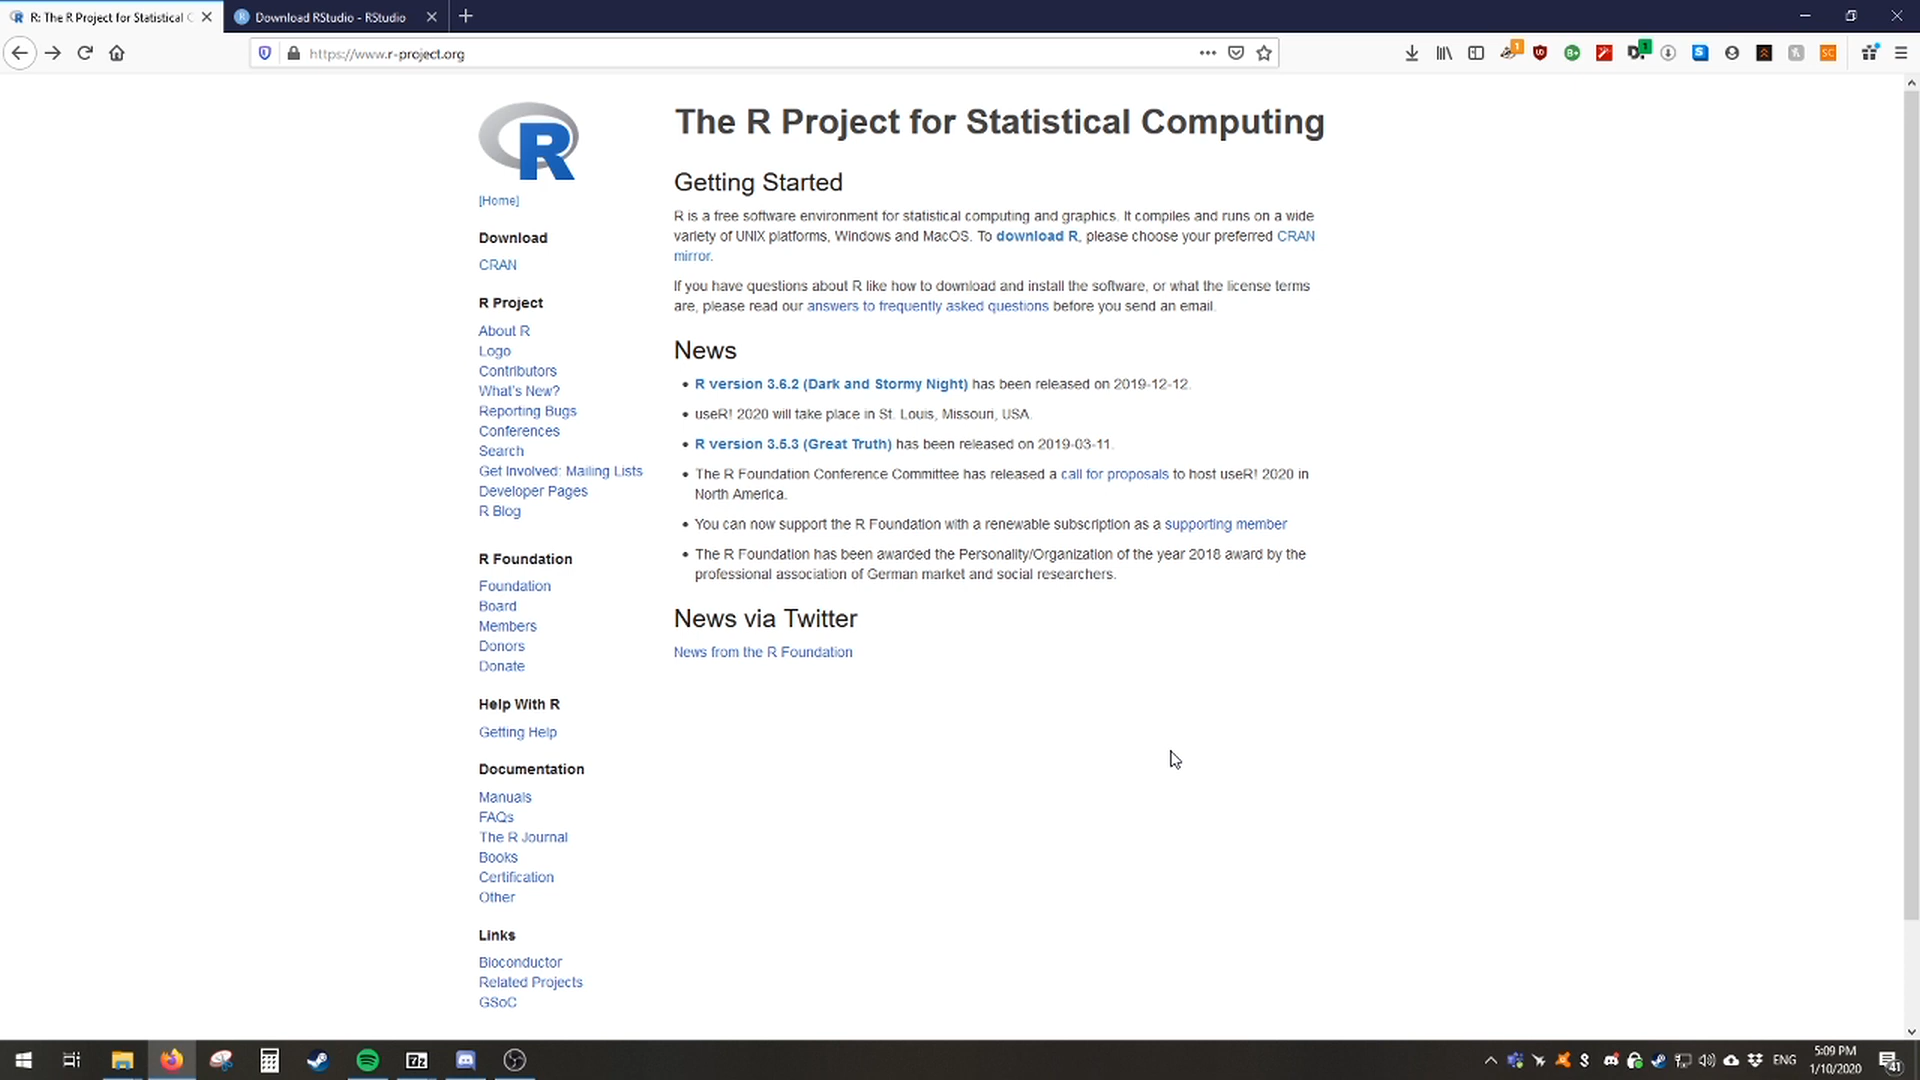 R: The R Project for Statistical C
Download RStudio - RStudio
https://www.r-project.org
R
[Home]
Download
CRAN
R Project
About R
Logo
Contributors
What's New?
Reporting Bugs
Conferences
Search
Get Involved: Mailing Lists
Developer Pages
R Blog
R Foundation
Foundation
Board
Members
Donors
Donate
Help With R
Getting Help
Documentation
Manuals
FAQs
The R Journal
Books
Certification
Other
Links
Bioconductor
Related Projects
GSoC
The R Project for Statistical Computing
Getting Started
R is a free software environment for statistical computing and graphics. It compiles and runs on a wide
variety of UNIX platforms, Windows and MacOS. To download R, please choose your preferred CRAN
mirror.
If you have questions about R like how to download and install the software, or what the license terms
are, please read our answers to frequently asked questions before you send an email.
News
• R version 3.6.2 (Dark and Stormy Night) has been released on 2019-12-12.
• useR! 2020 will take place in St. Louis, Missouri, USA.
• R version 3.5.3 (Great Truth) has been released on 2019-03-11.
• The R Foundation Conference Committee has released a call for proposals to host useR! 2020 in
North America.
• You can now support the R Foundation with a renewable subscription as a supporting member
• The R Foundation has been awarded the Personality/Organization of the year 2018 award by the
professional association of German market and social researchers.
News via Twitter
News from the R Foundation
7z
ENG
5:09 PM
1/10/2020
41